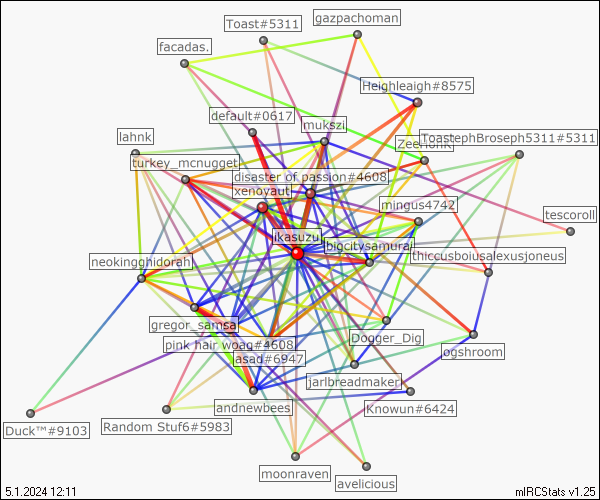 gazpachoman
Toast#5311
facadas.
Heighleaigh#8575
default#0617
mukszi
lahnk
ToastephBroseph5311#5311
turkey_mcnugget
disaster of passion#4608
xenoyaut
mingus4742
tescoroll
ikasuzu
bigcitysamurai
thiccusboiusalexusjoneus
neokingghidorah
gregor_samsa
pink hair woag#4608
Dogger_Dig
ogshroom
asad#6947
jarlbreadmaker
andnewbees
Knowun#6424
Duck™#9103
Random Stuf6#5983
moonraven
avelicious
5.1.2024 12:11
mIRCStats v1.25